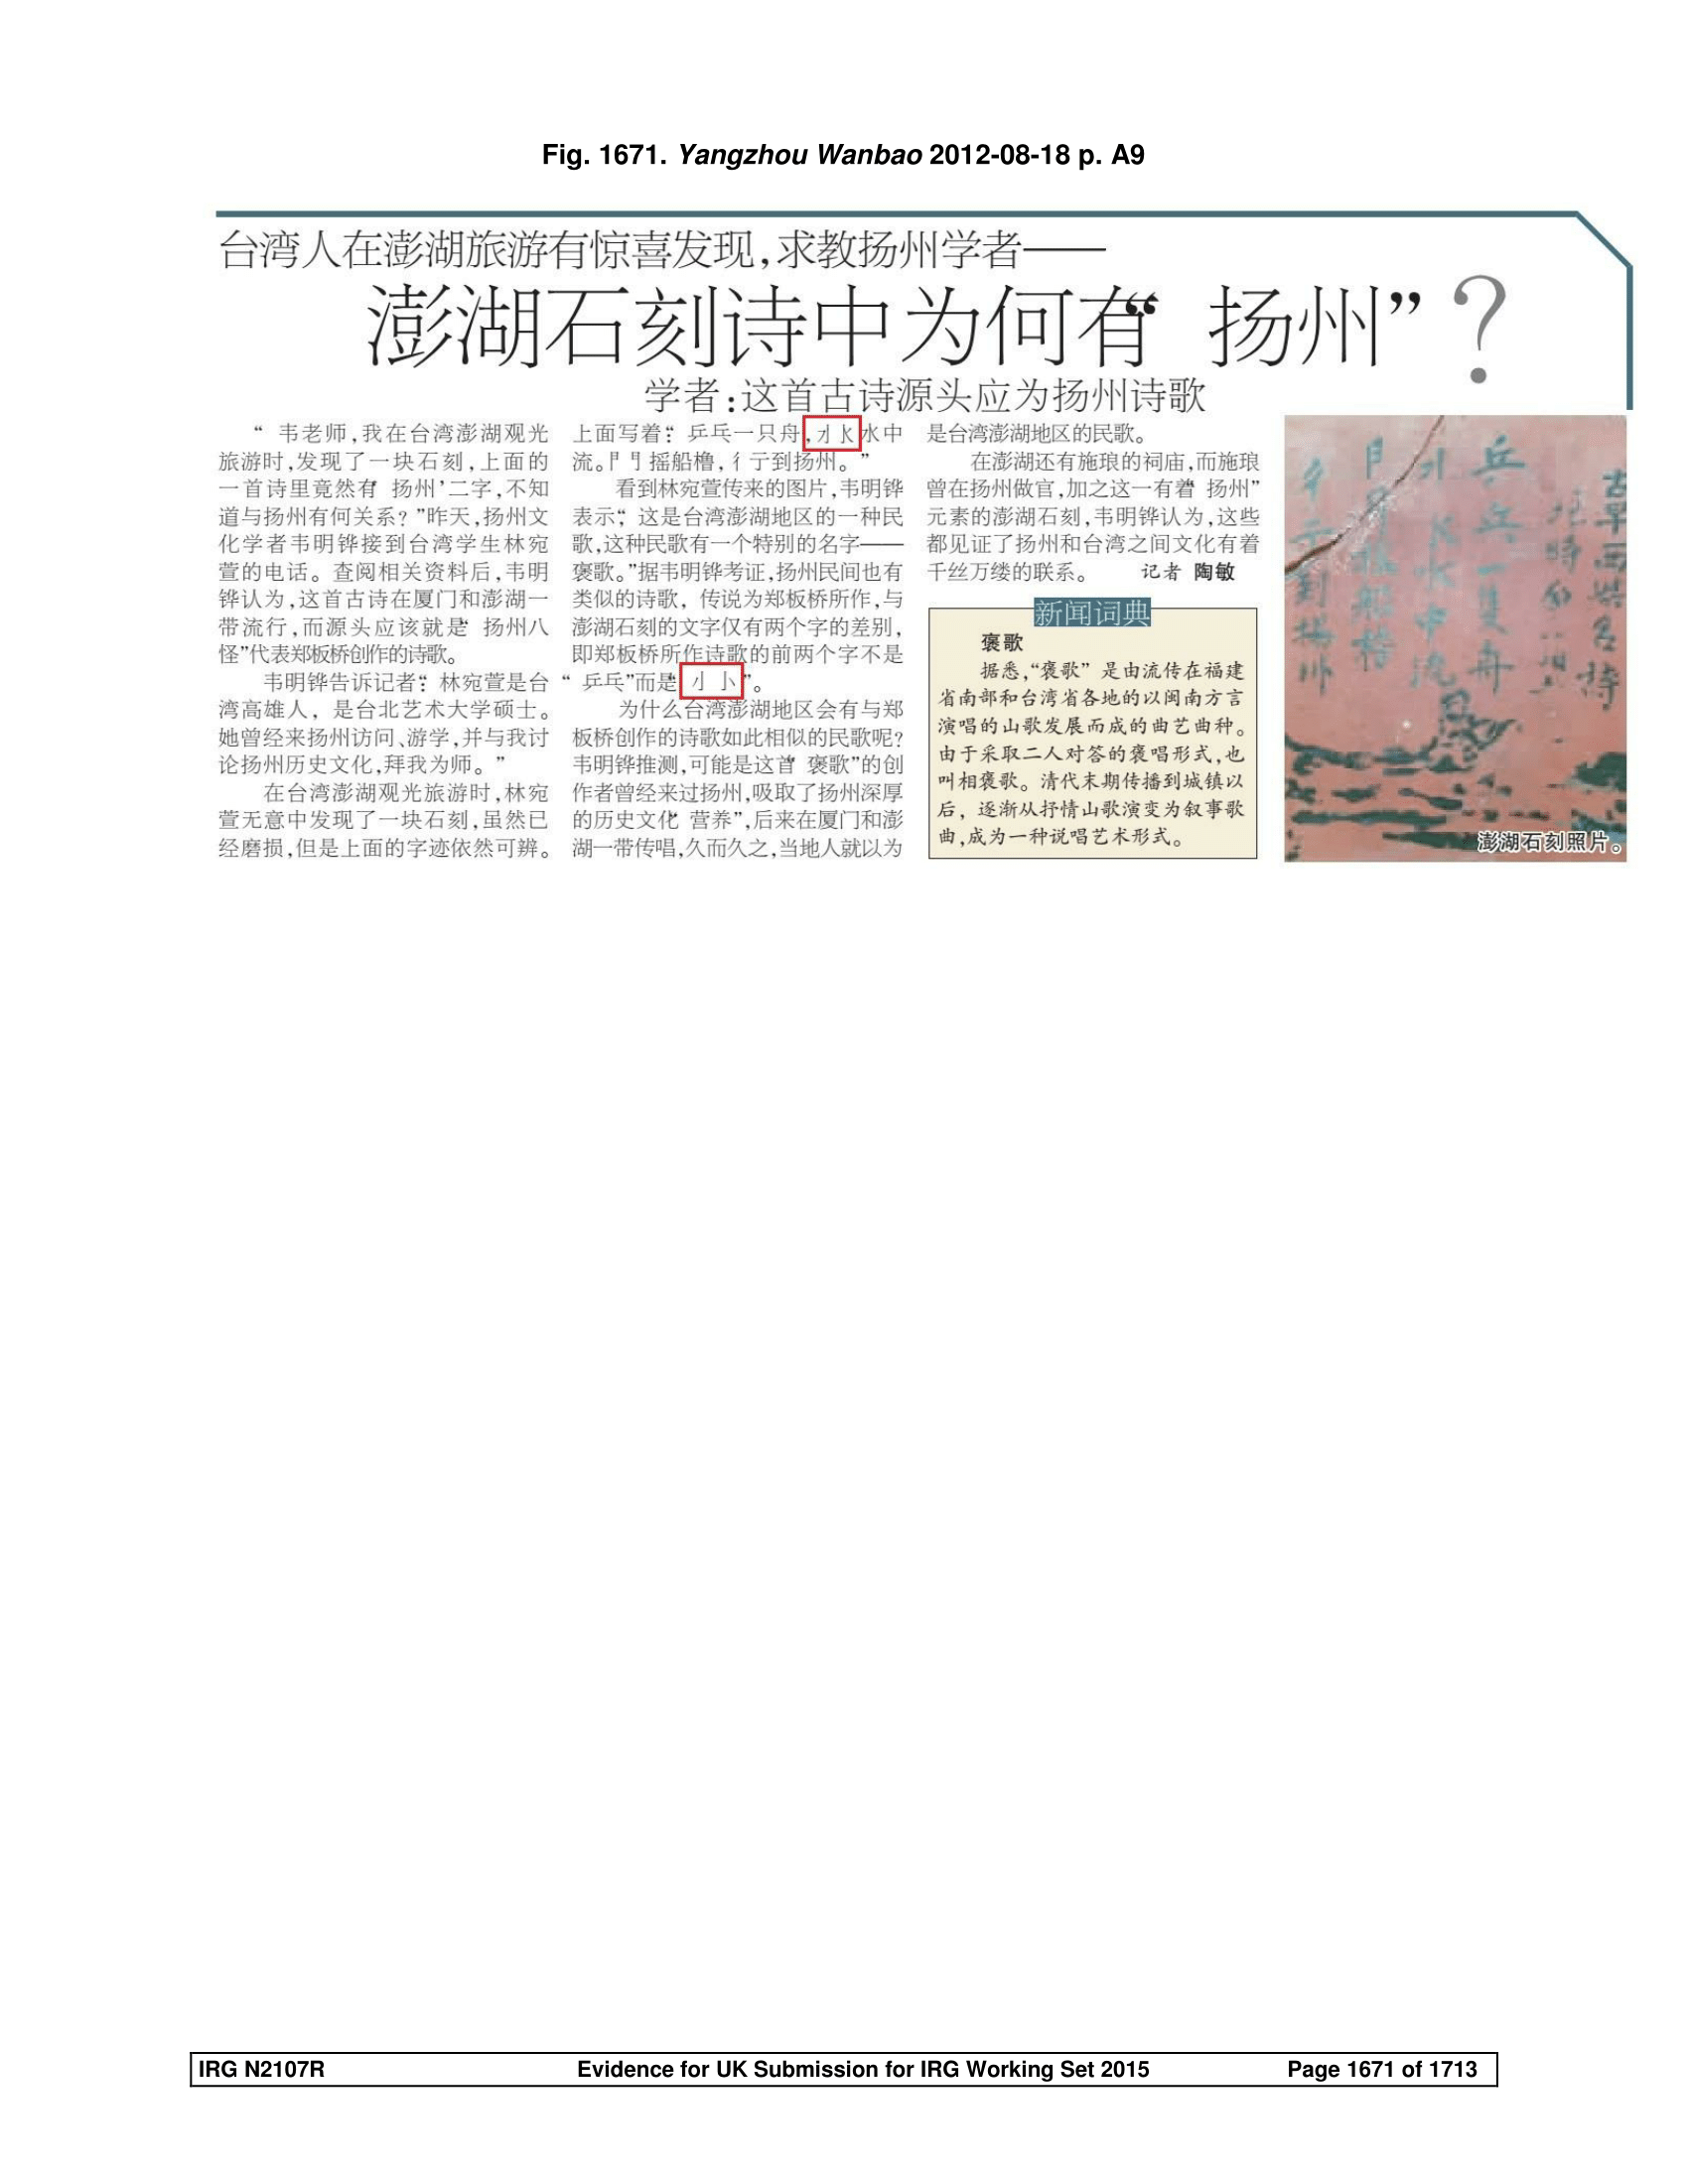 Fig. 1671. Yangzhou Wanbao 2012-08-18 p. A9
台湾人在澎湖旅游有惊喜发现,求教扬州学者——
澎湖石刻诗中为何有“扬州”?
学者:这首古诗源头应为扬州诗歌
“韦老师,我在台湾澎湖观光
旅游时,发现了一块石刻,上面的
一首诗里竟然有‘扬州’二字,不知
道与扬州有何关系?”昨天,扬州文
化学者韦明铧接到台湾学生林宛
萱的电话。查阅相关资料后,韦明
铧认为,这首古诗在厦门和澎湖一
带流行,而源头应该就是“扬州八
怪”代表郑板桥创作的诗歌。
韦明铧告诉记者:“林宛萱是台
湾高雄人,是台北艺术大学硕士。
她曾经来扬州访问、游学,并与我讨
论扬州历史文化,拜我为师。”
在台湾澎湖观光旅游时,林宛
萱无意中发现了一块石刻,虽然已
经磨损,但是上面的字迹依然可辨。
上面写着:“乒乓一只舟,水中
流。𠁣𠃛摇船橹,彳亍到扬州。”
看到林宛萱传来的图片,韦明铧
表示:“这是台湾澎湖地区的一种民
歌,这种民歌有一个特别的名字——
褒歌。”据韦明铧考证,扬州民间也有
类似的诗歌,传说为郑板桥所作,与
澎湖石刻的文字仅有两个字的差别,
即郑板桥所作诗歌的前两个字不是
“乒乓”而是“”。
为什么台湾澎湖地区会有与郑
板桥创作的诗歌如此相似的民歌呢?
韦明铧推测,可能是这首“褒歌”的创
作者曾经来过扬州,吸取了扬州深厚
的历史文化“营养”,后来在厦门和澎
湖一带传唱,久而久之,当地人就以为
是台湾澎湖地区的民歌。
在澎湖还有施琅的祠庙,而施琅
曾在扬州做官,加之这一有着“扬州”
元素的澎湖石刻,韦明铧认为,这些
都见证了扬州和台湾之间文化有着
千丝万缕的联系。 记者 陶敏
新闻词典
褒歌
据悉,“褒歌”是由流传在福建
省南部和台湾省各地的以闽南方言
演唱的山歌发展而成的曲艺曲种。
由于采取二人对答的褒唱形式,也
叫相褒歌。清代末期传播到城镇以
后,逐渐从抒情山歌演变为叙事歌
曲,成为一种说唱艺术形式。
乒乓一隻舟
水中流
到揚州
澎湖石刻照片。
IRG N2107R
Evidence for UK Submission for IRG Working Set 2015
Page 1671 of 1713